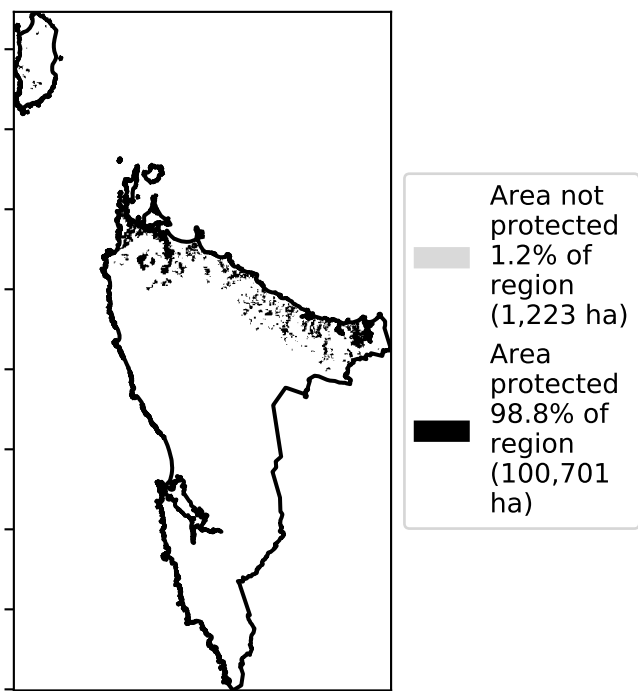 Area not
protected
1.2% of
region
(1,223 ha)
Area
protected
98.8% of
region
(100,701
ha)